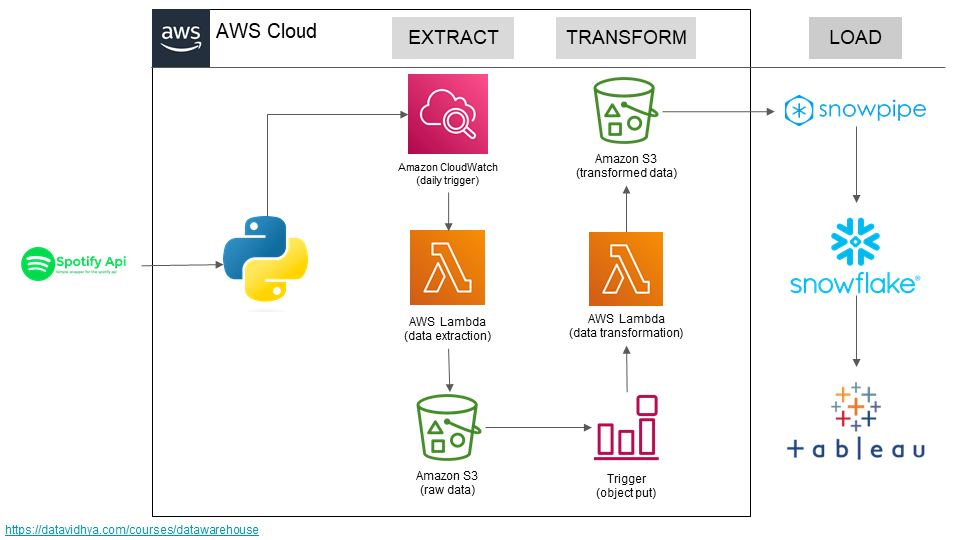 aws
AWS Cloud
EXTRACT
TRANSFORM
LOAD
Amazon CloudWatch
(daily trigger)
Amazon S3
(transformed data)
snowpipe
Spotify Api
Simple wrapper for the spotify api
AWS Lambda
(data extraction)
AWS Lambda
(data transformation)
snowflake®
Amazon S3
(raw data)
Trigger
(object put)
tableau
https://datavidhya.com/courses/datawarehouse